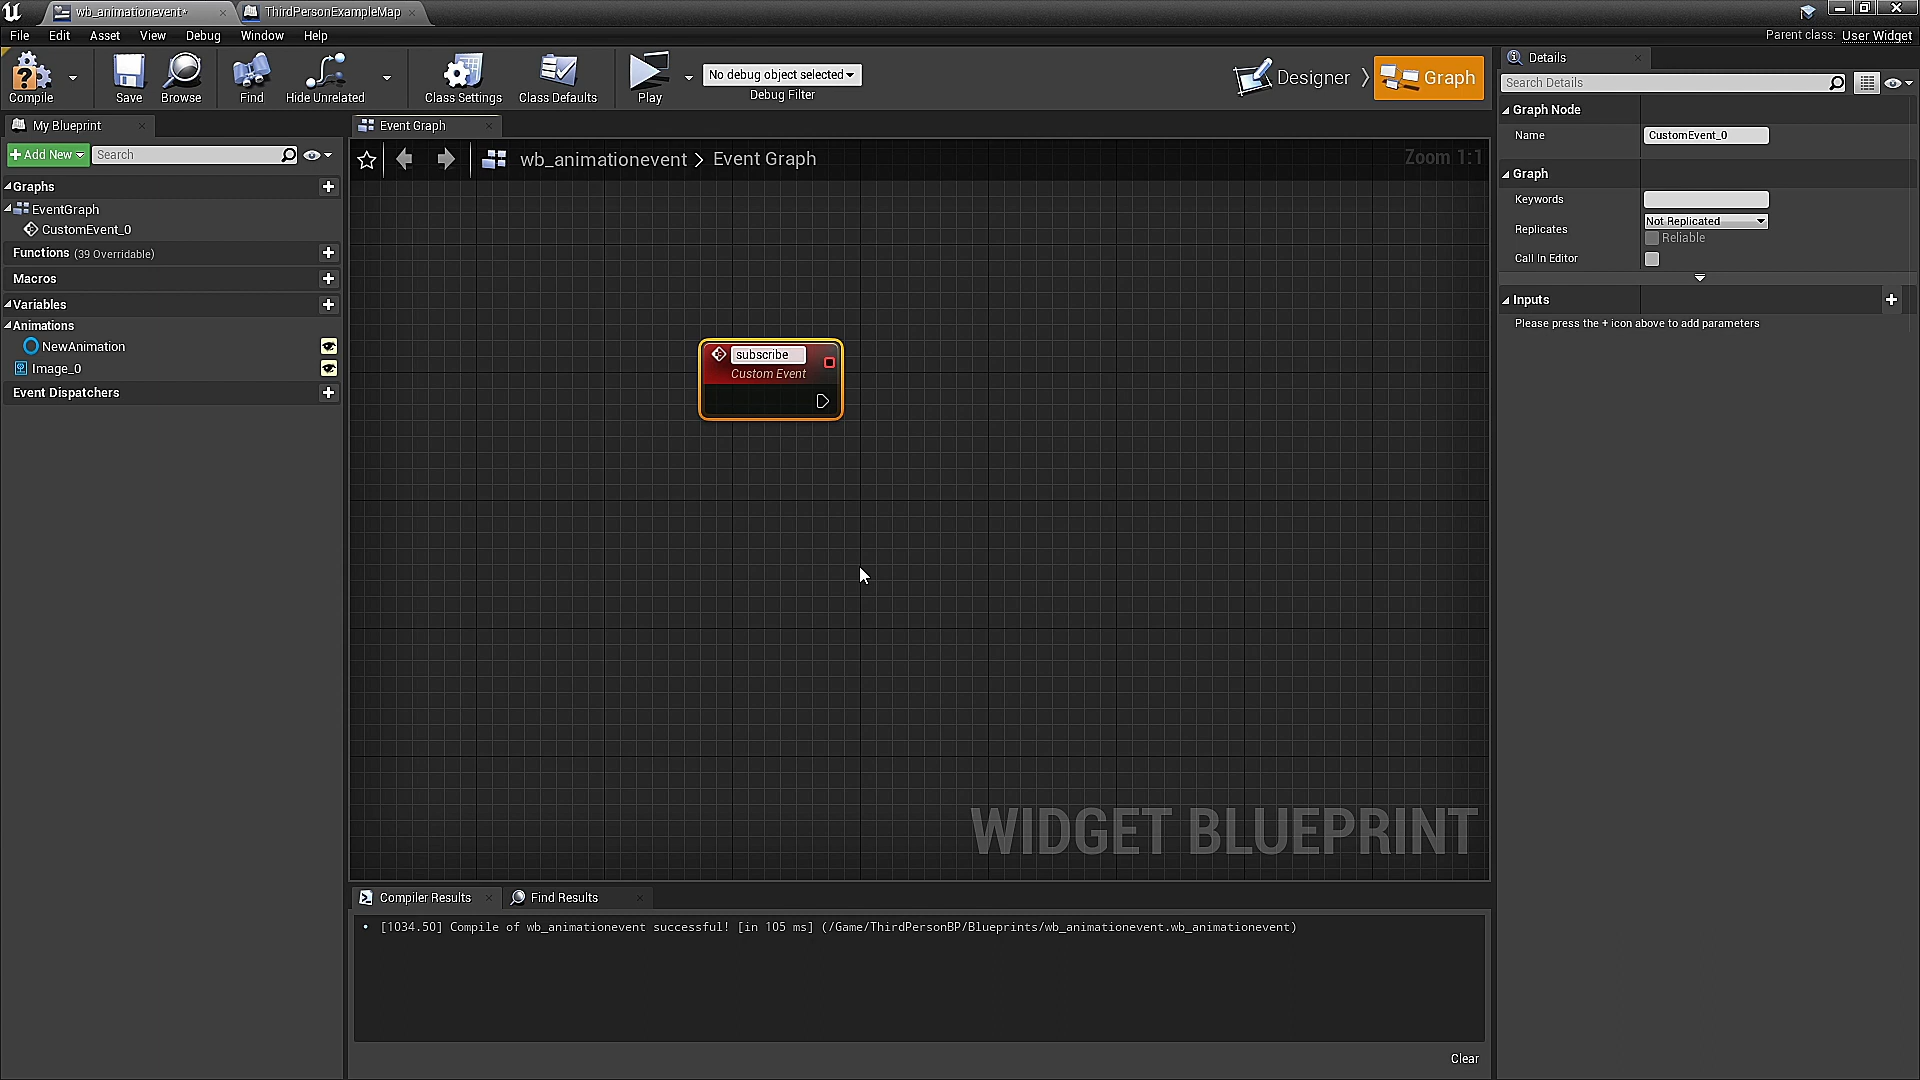 wb_animationevent*
ThirdPersonExampleMap
File Edit Asset View Debug Window Help
Parent class: User Widget
Compile
Save
Browse
Find
Hide Unrelated
Class Settings
Class Defaults
Play
No debug object selected
Debug Filter
Designer
Graph
My Blueprint
Add New
Search
Graphs
EventGraph
CustomEvent_0
Functions (39 Overridable)
Macros
Variables
Animations
NewAnimation
Image_0
Event Dispatchers
Event Graph
wb_animationevent > Event Graph
Zoom 1:1
subscribe
Custom Event
WIDGET BLUEPRINT
Compiler Results
Find Results
• [1034.50] Compile of wb_animationevent successful! [in 105 ms] (/Game/ThirdPersonBP/Blueprints/wb_animationevent.wb_animationevent)
Clear
Details
Search Details
Graph Node
Name
CustomEvent_0
Graph
Keywords
Replicates
Not Replicated
Reliable
Call In Editor
Inputs
Please press the + icon above to add parameters